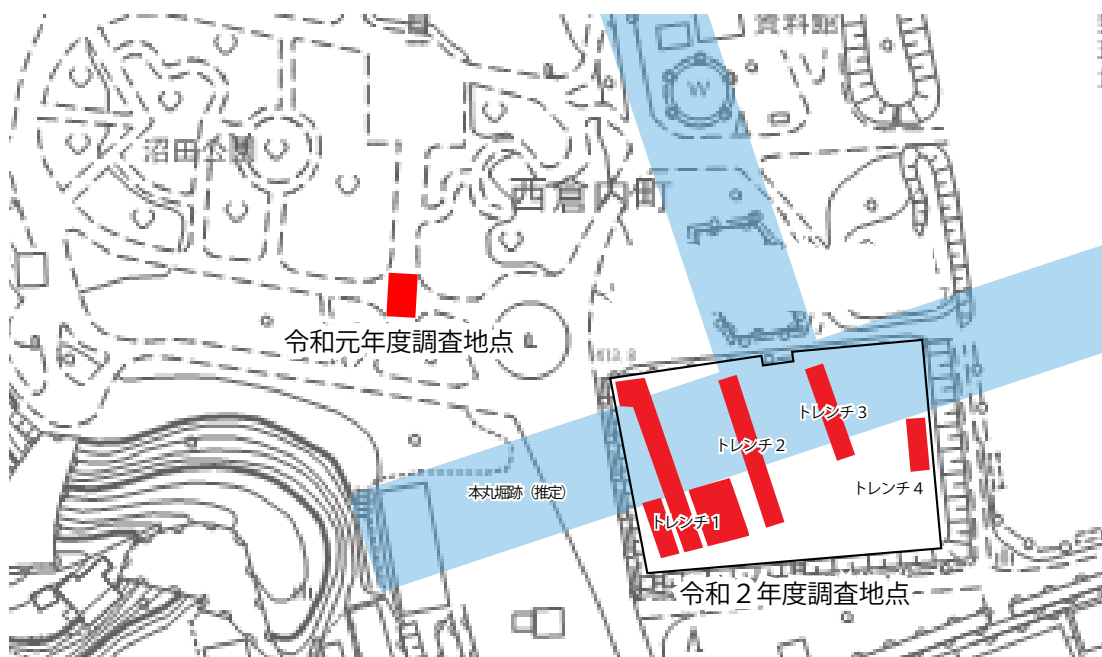 資料館
W
沼田公園
西倉内町
令和元年度調査地点
トレンチ３
トレンチ２
本丸堀跡（推定）
トレンチ４
トレンチ１
令和２年度調査地点